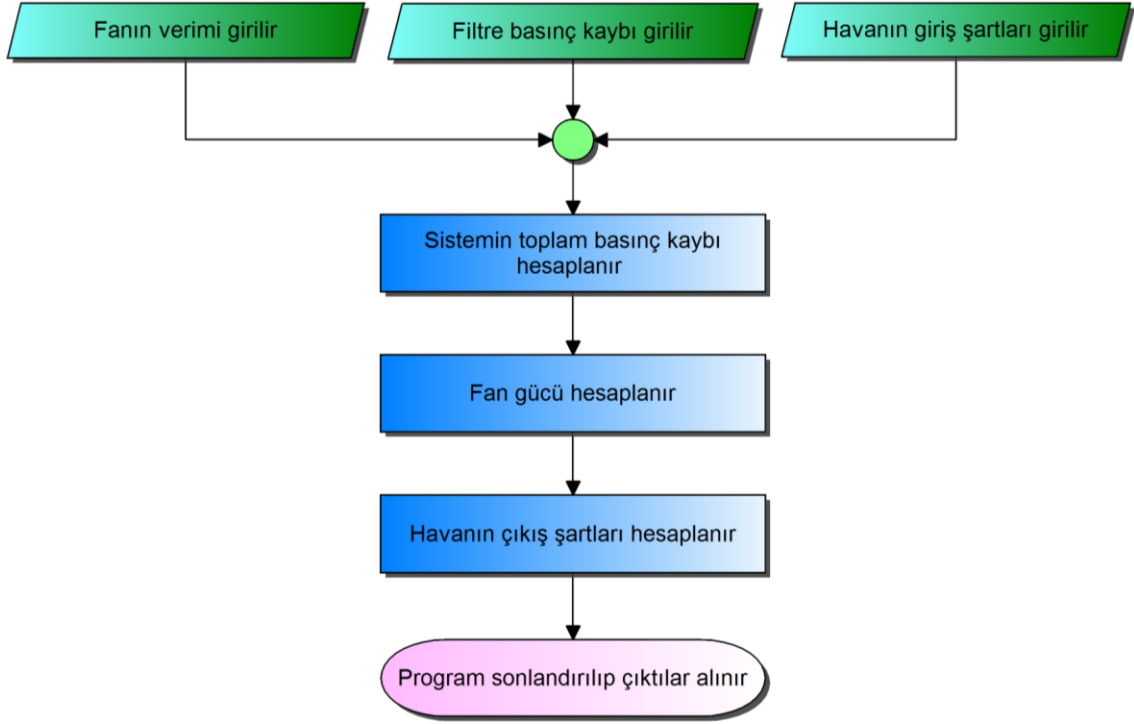 Fanın verimi girilir
Filtre basınç kaybı girilir
Havanın giriş şartları girilir
Sistemin toplam basınç kaybı
hesaplanır
Fan gücü hesaplanır
Havanın çıkış şartları hesaplanır
Program sonlandırılıp çıktılar alınır